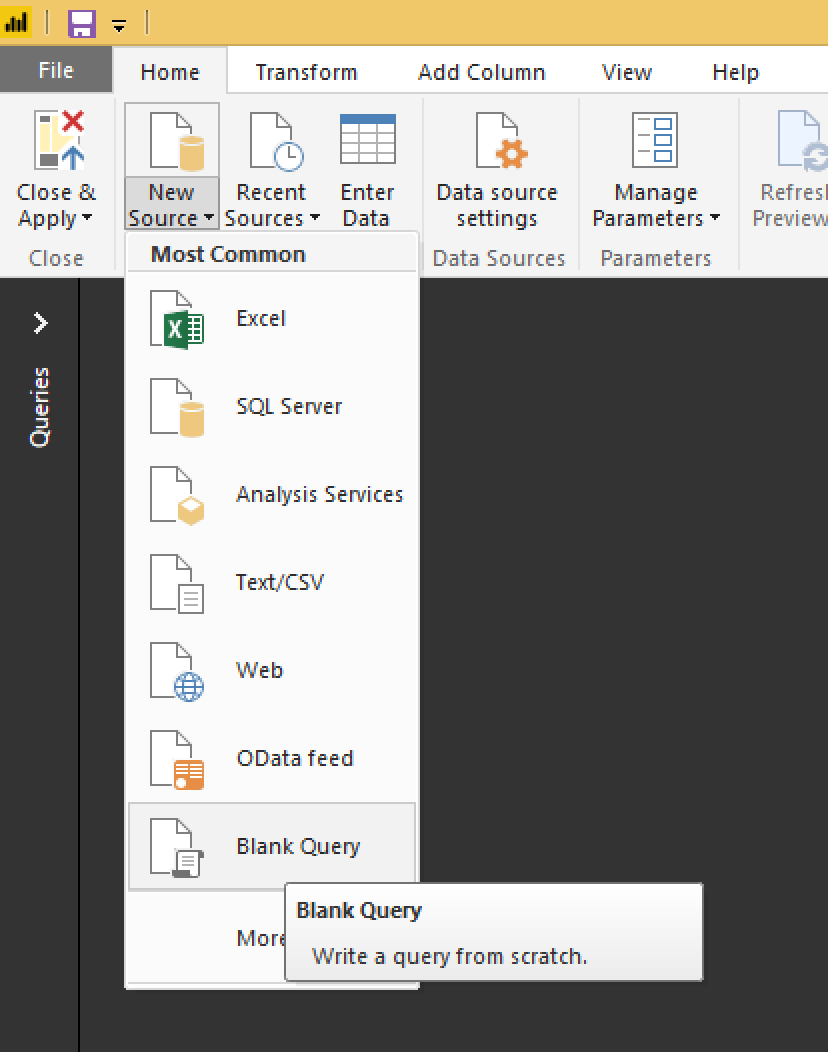 File
Home
Transform
Add Column
View
Help
Close &
Apply
New
Source
Recent
Sources
Enter
Data
Data source
settings
Manage
Parameters
Preview
Close
Data Sources
Parameters
Most Common
Excel
SQL Server
Analysis Services
Text/CSV
Web
OData feed
Blank Query
More
Blank Query
Write a query from scratch.
Queries